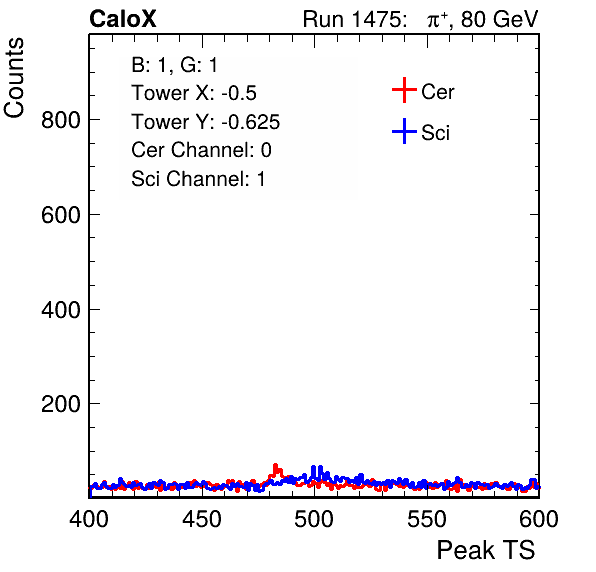 CaloX Run 1475: π⁺, 80 GeV
Counts
B: 1, G: 1
Tower X: -0.5
Tower Y: -0.625
Cer Channel: 0
Sci Channel: 1
Cer
Sci
800
600
400
200
400 450 500 550 600
Peak TS